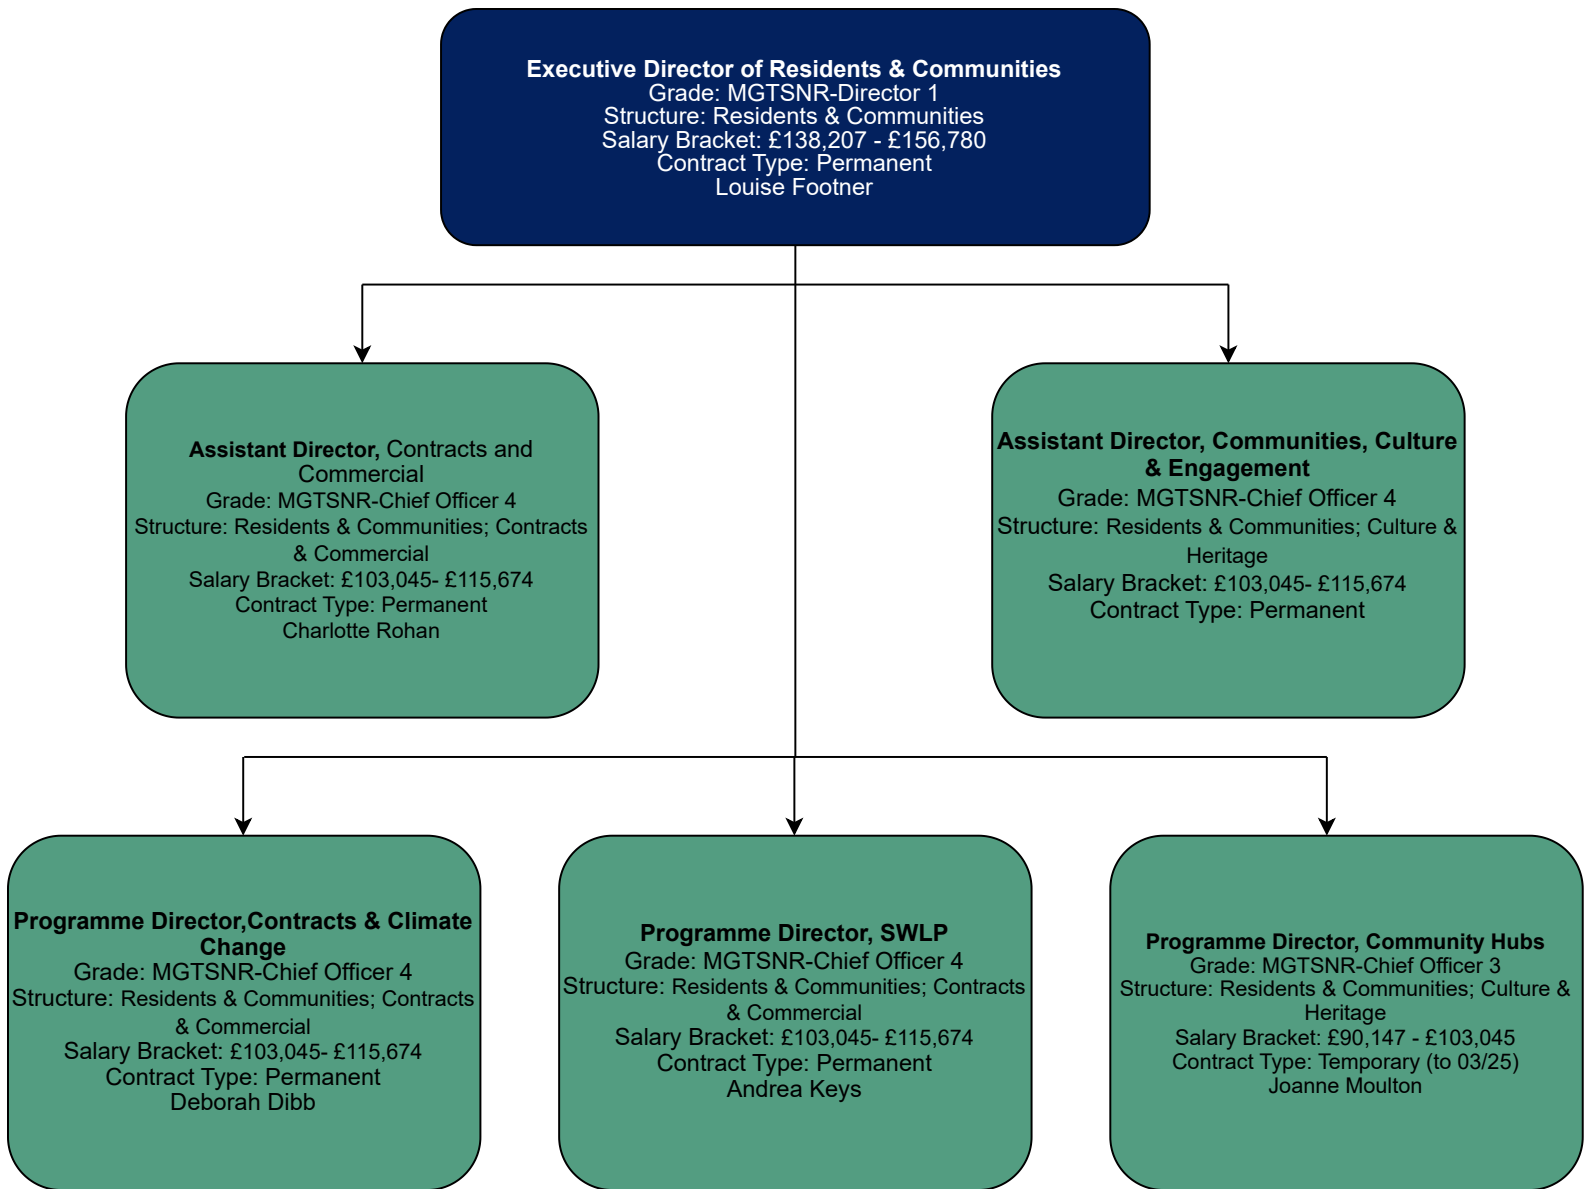 Executive Director of Residents & Communities
Grade: MGTSNR-Director 1
Structure: Residents & Communities
Salary Bracket: £138,207 - £156,780
Contract Type: Permanent
Louise Footner
Assistant Director, Contracts and
Commercial
Grade: MGTSNR-Chief Officer 4
Structure: Residents & Communities; Contracts
& Commercial
Salary Bracket: £103,045- £115,674
Contract Type: Permanent
Charlotte Rohan
Assistant Director, Communities, Culture
& Engagement
Grade: MGTSNR-Chief Officer 4
Structure: Residents & Communities; Culture &
Heritage
Salary Bracket: £103,045- £115,674
Contract Type: Permanent
Programme Director,Contracts & Climate
Change
Grade: MGTSNR-Chief Officer 4
Structure: Residents & Communities; Contracts
& Commercial
Salary Bracket: £103,045- £115,674
Contract Type: Permanent
Deborah Dibb
Programme Director, SWLP
Grade: MGTSNR-Chief Officer 4
Structure: Residents & Communities; Contracts
& Commercial
Salary Bracket: £103,045- £115,674
Contract Type: Permanent
Andrea Keys
Programme Director, Community Hubs
Grade: MGTSNR-Chief Officer 3
Structure: Residents & Communities; Culture &
Heritage
Salary Bracket: £90,147 - £103,045
Contract Type: Temporary (to 03/25)
Joanne Moulton